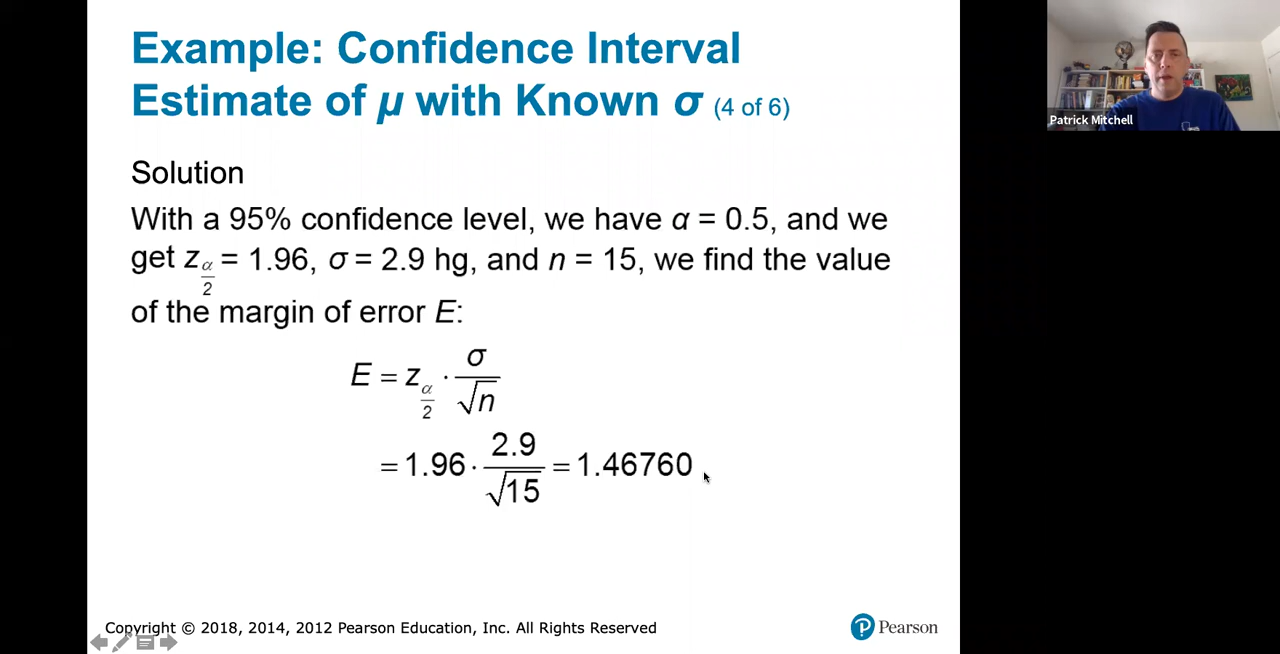 Example: Confidence Interval
Estimate of μ with Known σ (4 of 6)
Patrick Mitchell
Solution
With a 95% confidence level, we have α = 0.5, and we
get z_{α/2} = 1.96, σ = 2.9 hg, and n = 15, we find the value
of the margin of error E:
E = z_{α/2} · σ/√n
= 1.96 · 2.9/√15 = 1.46760
Copyright © 2018, 2014, 2012 Pearson Education, Inc. All Rights Reserved
P Pearson